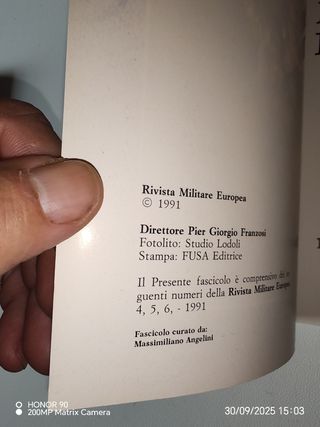 Rivista Militare Europea
© 1991
Direttore Pier Giorgio Franzosi
Fotolito: Studio Lodoli
Stampa: FUSA Editrice
Il Presente fascicolo è comprensivo dei se
guenti numeri della Rivista Militare Europea
4, 5, 6, - 1991
Fascicolo curato da:
Massimiliano Angelini
HONOR 90
200MP Matrix Camera
30/09/2025 15:03